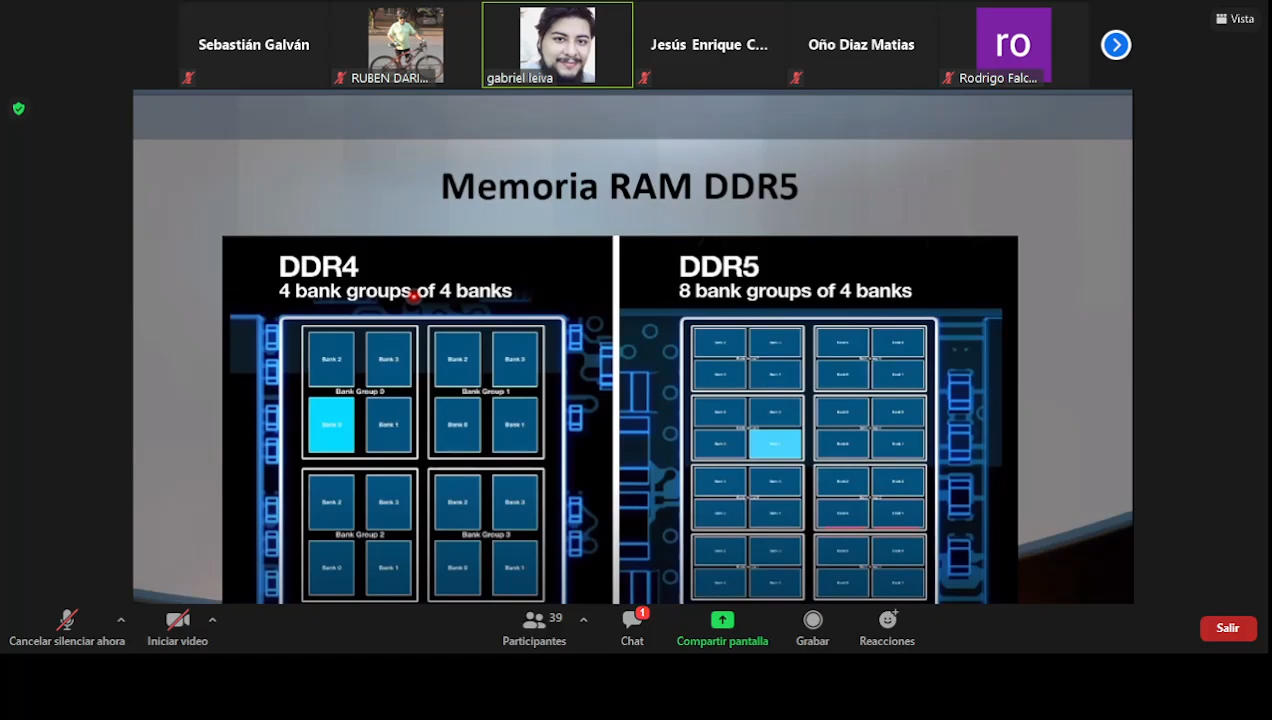 Vista
Sebastián Galván
RUBEN DARI...
gabriel leiva
Jesús Enrique C...
Oño Diaz Matias
ro
Rodrigo Falc...
Memoria RAM DDR5
DDR4
4 bank groups of 4 banks
DDR5
8 bank groups of 4 banks
Bank 2 Bank 3 Bank 2 Bank 3
Bank Group 0 Bank Group 1
Bank 0 Bank 1 Bank 0 Bank 1
Bank 2 Bank 3 Bank 2 Bank 3
Bank Group 2 Bank Group 3
Bank 0 Bank 1 Bank 0 Bank 1
39
1
Cancelar silenciar ahora
Iniciar video
Participantes
Chat
Compartir pantalla
Grabar
Reacciones
Salir